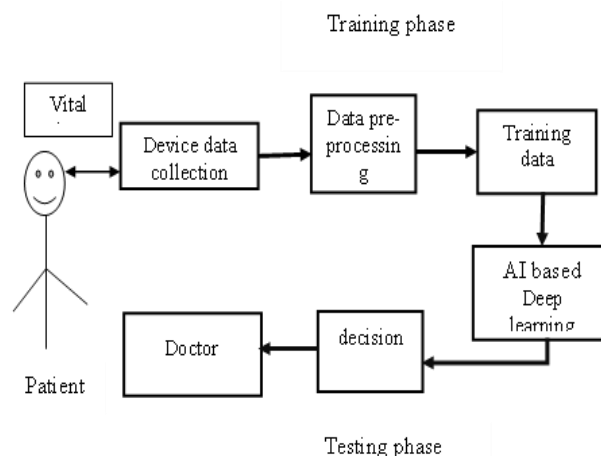 Training phase
Vital
Device data
collection
Data pre-
processin
g
Training
data
AI based
Deep
learning
decision
Doctor
Patient
Testing phase